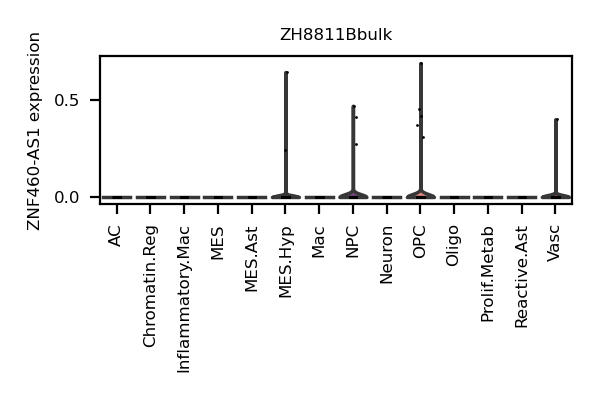 ZH8811Bbulk
ZNF460-AS1 expression
0.5
0.0
AC
Chromatin.Reg
Inflammatory.Mac
MES
MES.Ast
MES.Hyp
Mac
NPC
Neuron
OPC
Oligo
Prolif.Metab
Reactive.Ast
Vasc